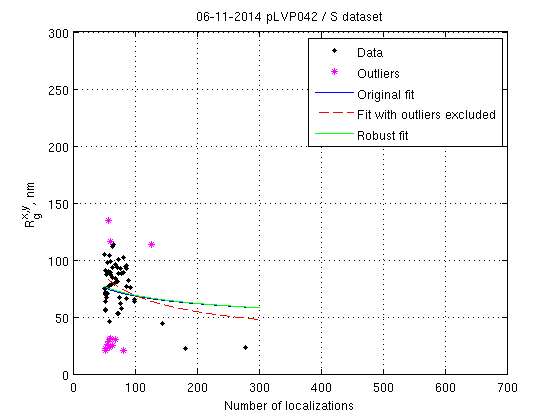 06-11-2014 pLVP042 / S dataset
300
250
200
150
100
50
0
R_g^{x,y}, nm
Data
Outliers
Original fit
Fit with outliers excluded
Robust fit
0 100 200 300 400 500 600 700
Number of localizations